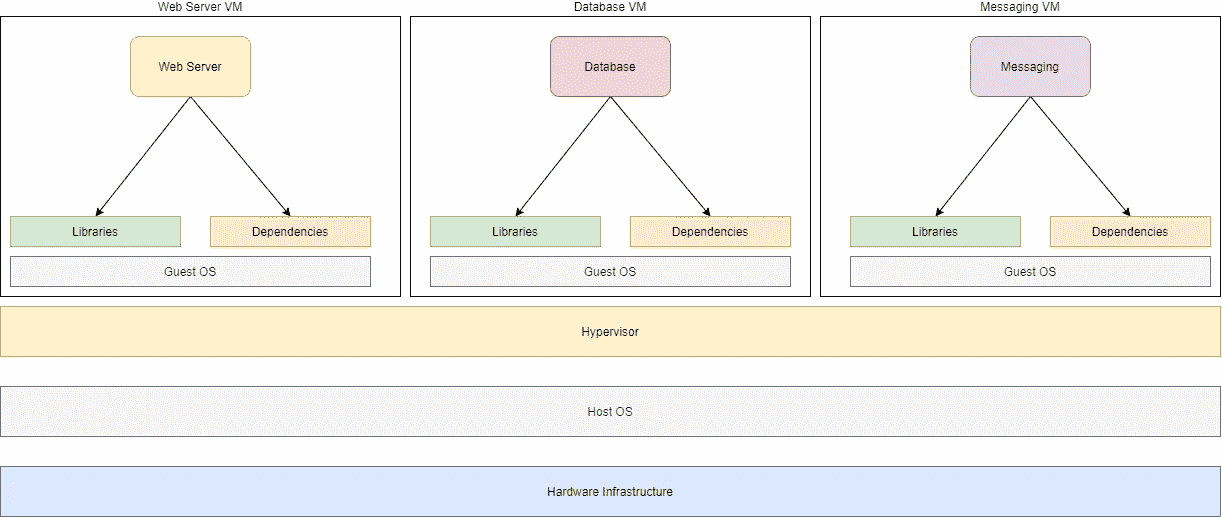 Web Server VM
Database VM
Messaging VM
Web Server
Database
Messaging
Libraries
Dependencies
Libraries
Dependencies
Libraries
Dependencies
Guest OS
Guest OS
Guest OS
Hypervisor
Host OS
Hardware Infrastructure